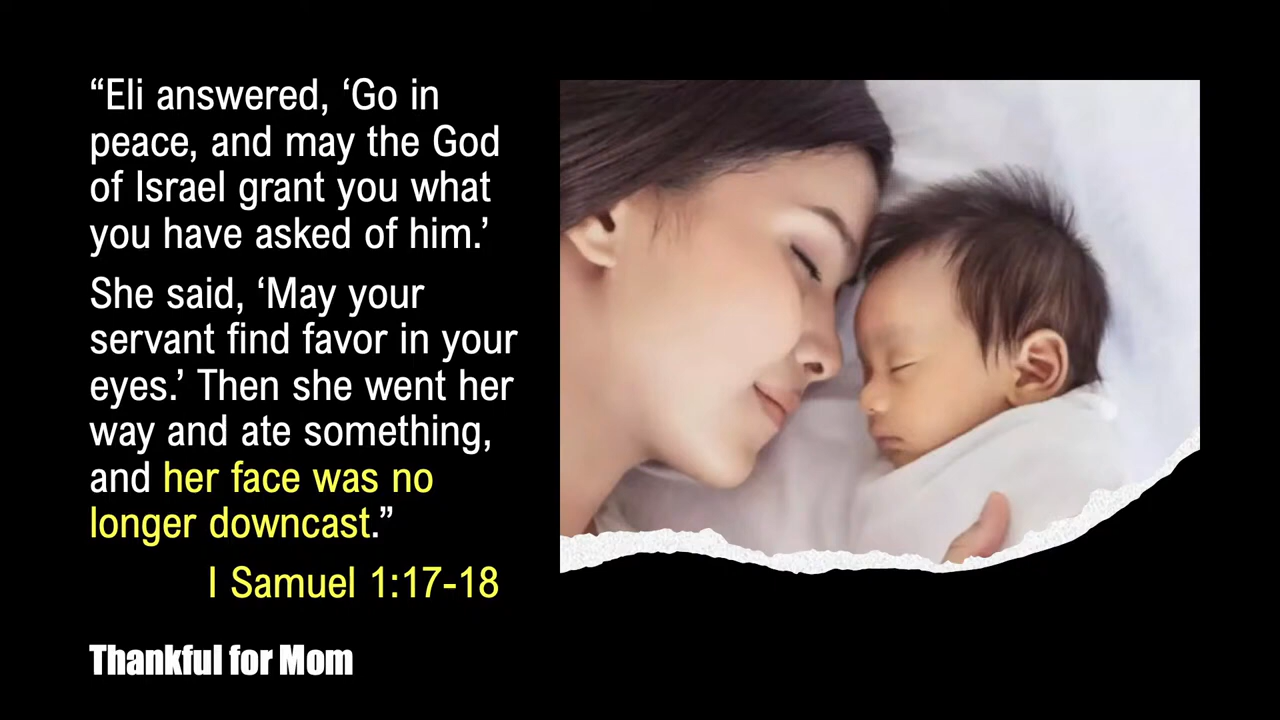 “Eli answered, ‘Go in
peace, and may the God
of Israel grant you what
you have asked of him.’
She said, ‘May your
servant find favor in your
eyes.’ Then she went her
way and ate something,
and her face was no
longer downcast.”
I Samuel 1:17-18
Thankful for Mom